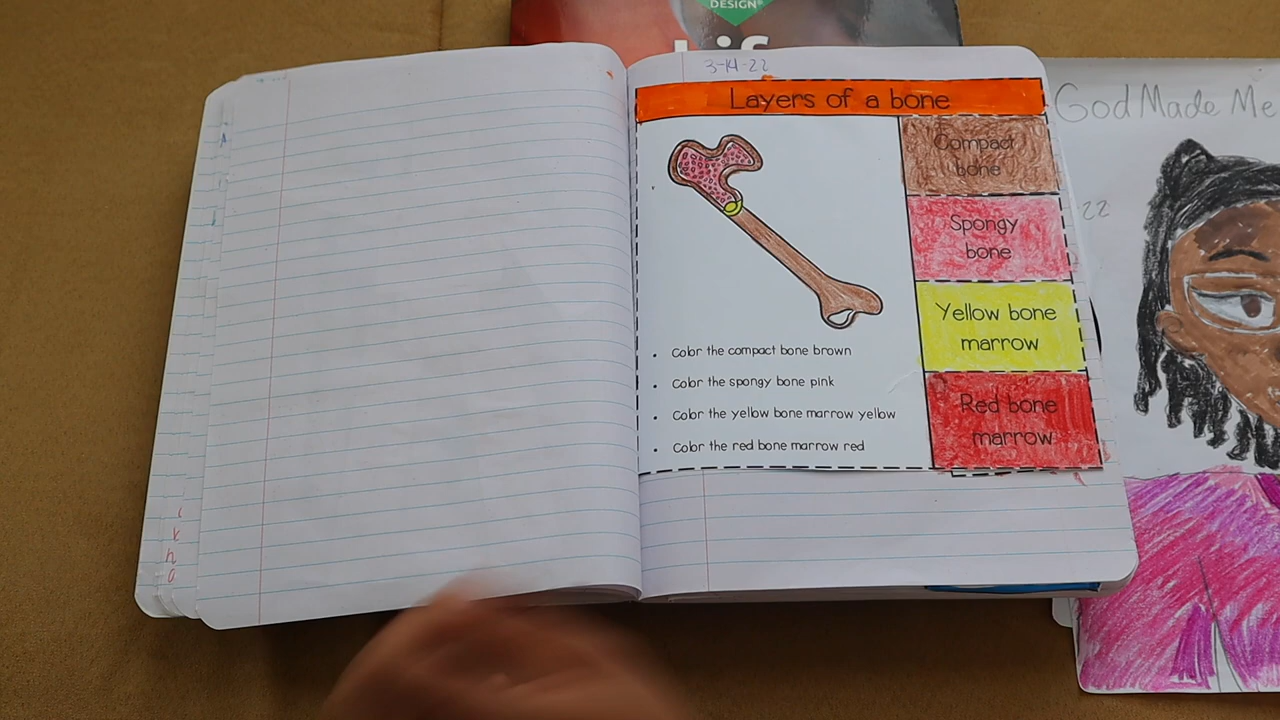 DESIGN®
Lif
3-14-22
Layers of a bone
God Made Me
Compact
bone
Spongy
bone
22
Yellow bone
marrow
Red bone
marrow
• Color the compact bone brown
• Color the spongy bone pink
• Color the yellow bone marrow yellow
• Color the red bone marrow red